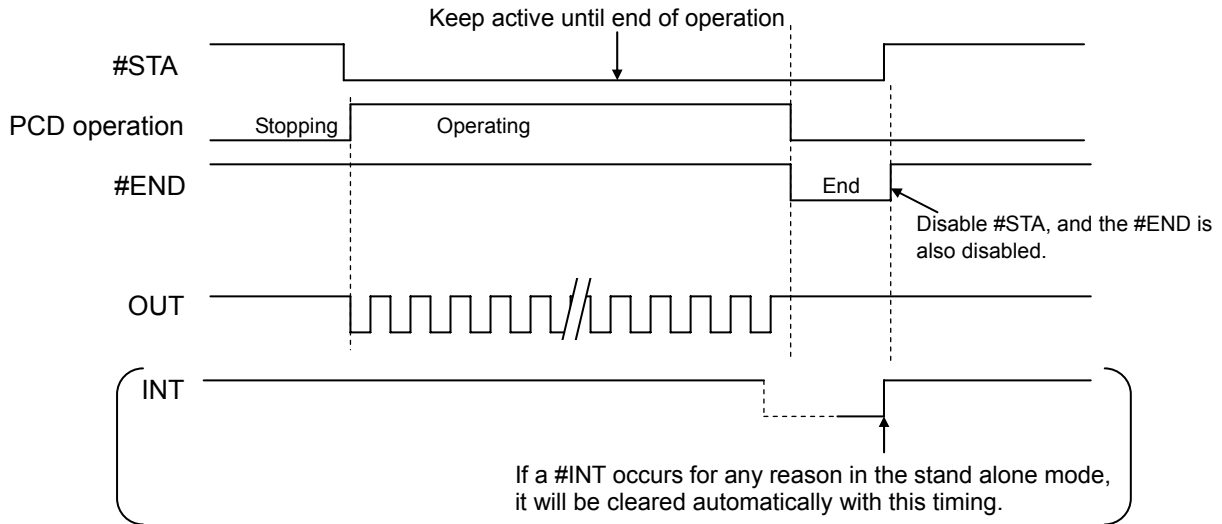 Keep active until end of operation
#STA
PCD operation
Stopping
Operating
#END
End
Disable #STA, and the #END is
also disabled.
OUT
INT
If a #INT occurs for any reason in the stand alone mode,
it will be cleared automatically with this timing.